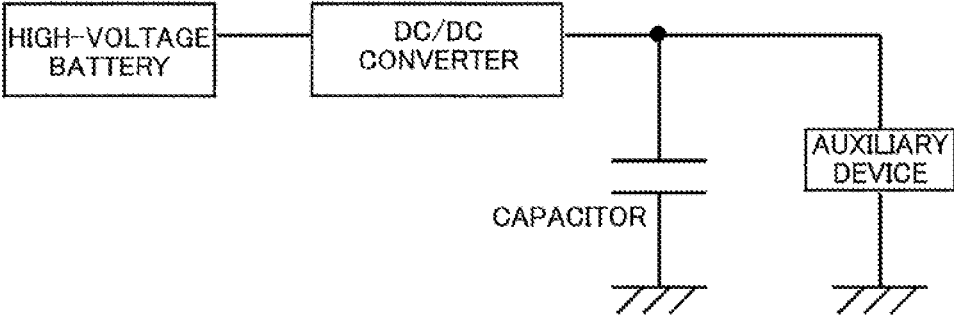 HIGH-VOLTAGE
BATTERY
DC/DC
CONVERTER
CAPACITOR
AUXILIARY
DEVICE